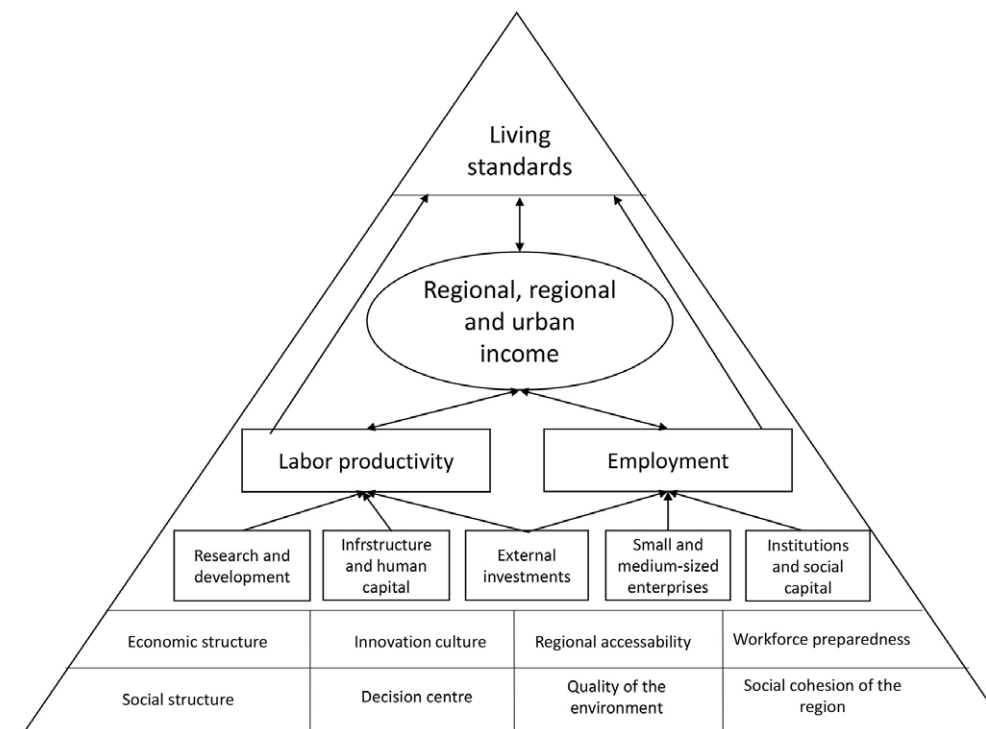 Living
standards
Regional, regional
and urban
income
Labor productivity
Employment
Research and
development
Infrstructure
and human
capital
External
investments
Small and
medium-sized
enterprises
Institutions
and social
capital
Economic structure
Innovation culture
Regional accessability
Workforce preparedness
Social structure
Decision centre
Quality of the
environment
Social cohesion of the
region